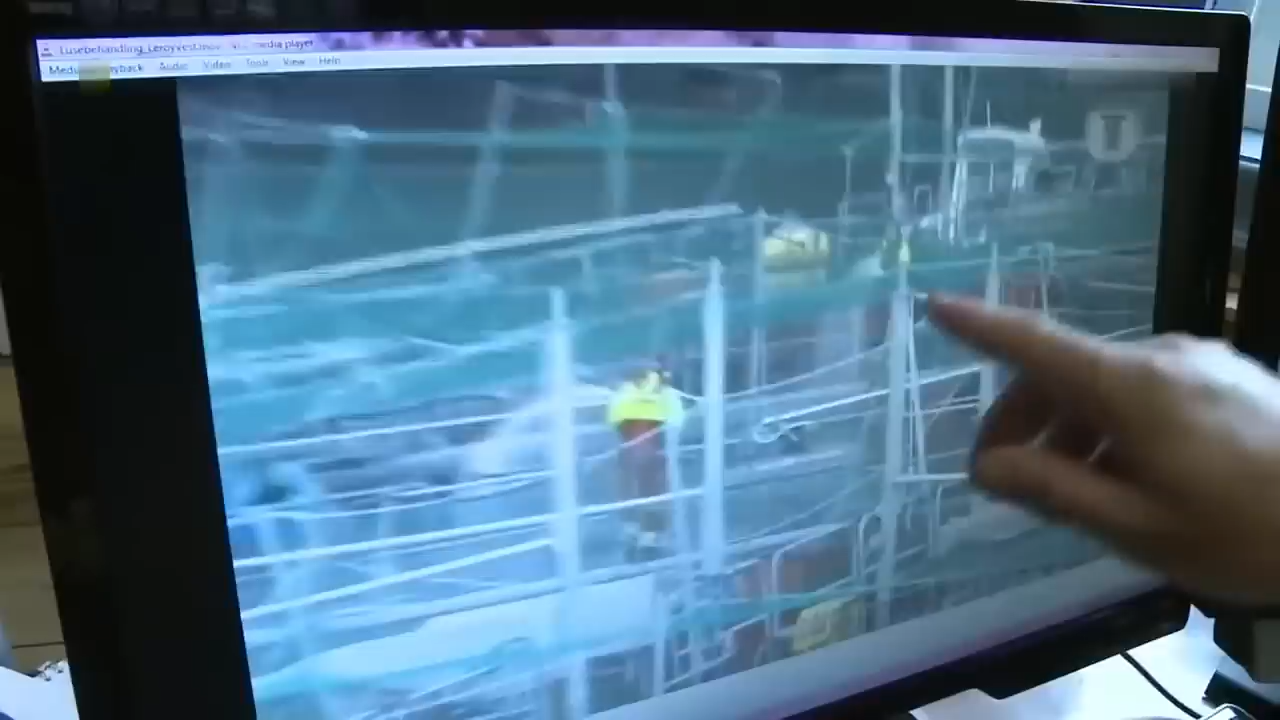 Lusebehandling_Leroyvest.mov - VLC media player
Media Playback Audio Video Tools View Help
T